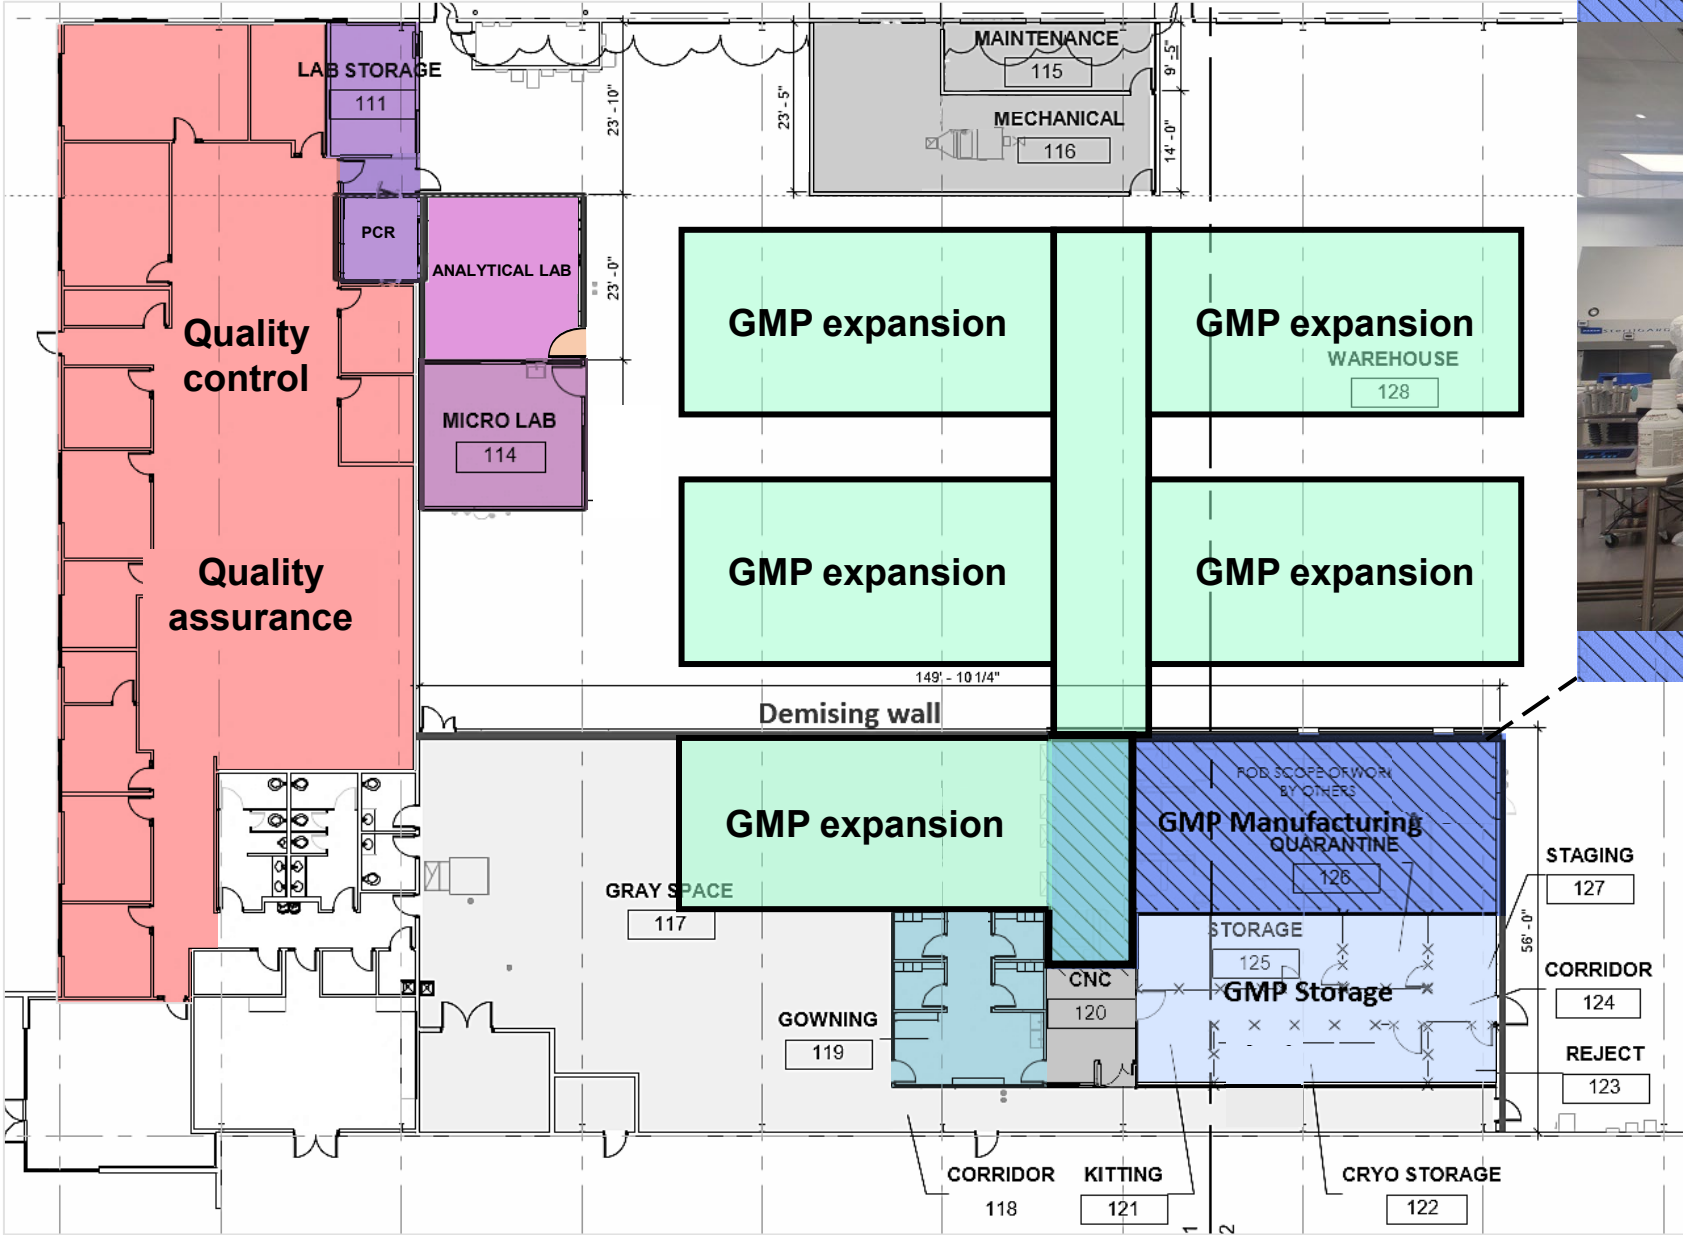 MAINTENANCE
115
9' -5"
LAB STORAGE
111
23' - 10"
23' - 5"
MECHANICAL
116
14' -0"
PCR
ANALYTICAL LAB
23' -0"
GMP expansion
GMP expansion
Quality
control
WAREHOUSE
128
MICRO LAB
114
Quality
assurance
GMP expansion
GMP expansion
149' - 10 1/4"
Demising wall
POD SCOPE OF WORK
BY OTHERS
GMP expansion
GMP Manufacturing
QUARANTINE
126
STAGING
127
GRAY SPACE
117
STORAGE
125
56' -0"
CNC
120
GMP Storage
CORRIDOR
124
GOWNING
119
REJECT
123
CORRIDOR
118
KITTING
121
CRYO STORAGE
122
1
2